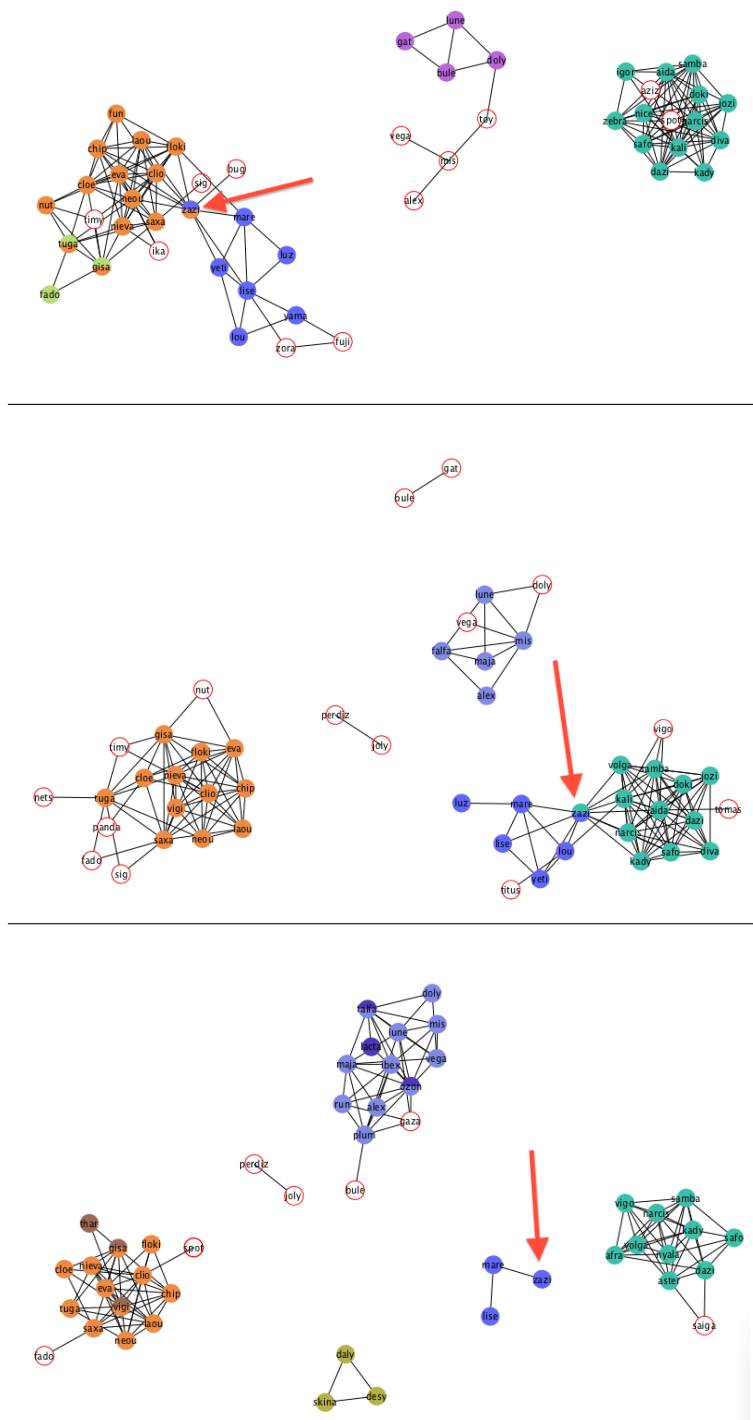 lune
gat
doly
bule
samba
igor
aida
aziz
doki
jozi
nice
spot
narcis
zebra
safo
kali
diva
dazi
kady
fun
toy
vega
mis
alex
chip
laou
floki
bug
sig
eva
clio
cloe
neou
nut
timy
nieva
saxa
zazi
mare
tuga
ika
luz
gisa
yeti
fado
lise
yama
lou
zora
fuji
gat
bule
lune
doly
vega
mis
falfa
maja
alex
nut
perdiz
joly
gisa
timy
floki
eva
cloe
nieva
clio
chip
nets
tuga
vigi
panda
saxa
neou
laou
fado
sig
vigo
volga
samba
jozi
doki
luz
mare
zazi
kali
aida
tomas
dazi
narcis
lise
lou
kady
safo
diva
yeti
titus
doly
falfa
lune
mis
lacta
maja
ibex
vega
ozon
run
alex
gaza
plum
bule
perdiz
joly
thar
gisa
floki
spot
cloe
nieva
clio
eva
chip
tuga
vigi
saxa
laou
neou
fado
mare
zazi
lise
samba
vigo
narcis
kady
safo
volga
afra
nyala
dazi
aster
saiga
daly
skina
desy